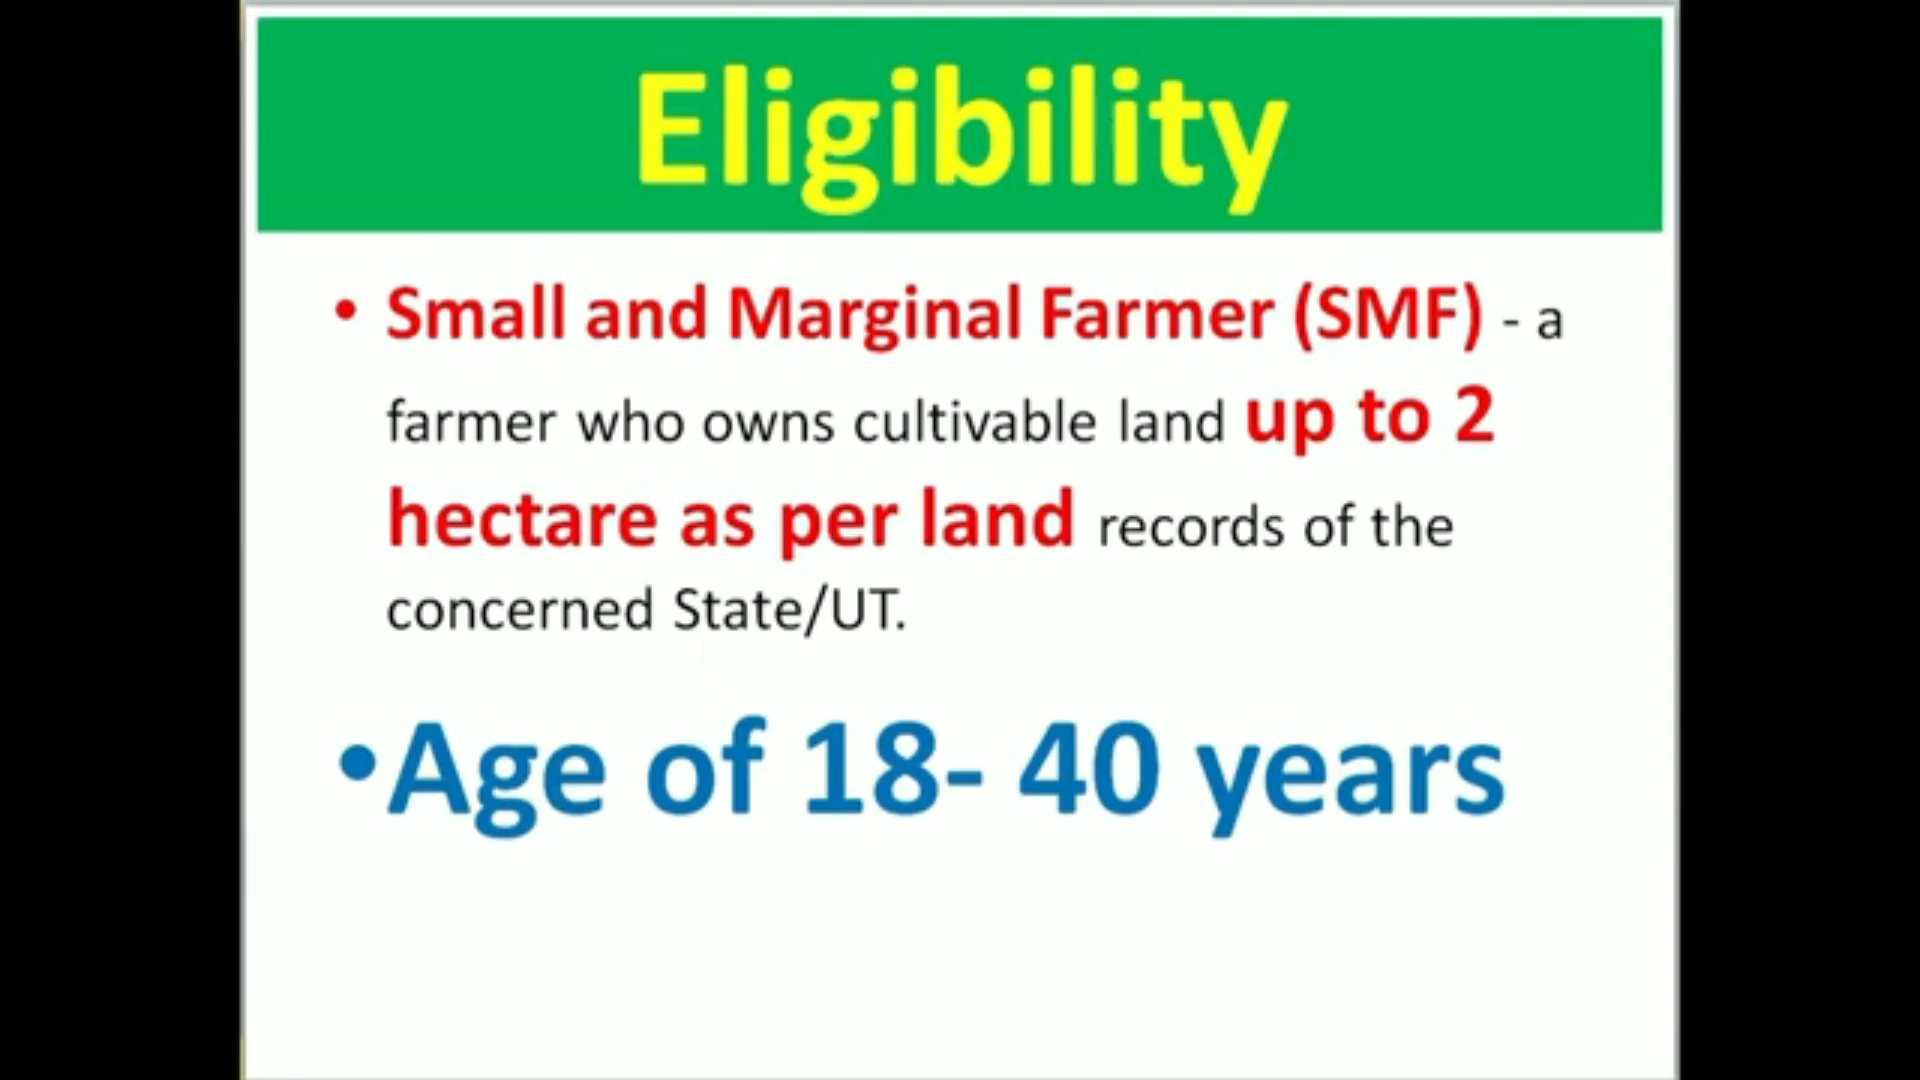 Eligibility
• Small and Marginal Farmer (SMF) - a
farmer who owns cultivable land up to 2
hectare as per land records of the
concerned State/UT.
•Age of 18- 40 years